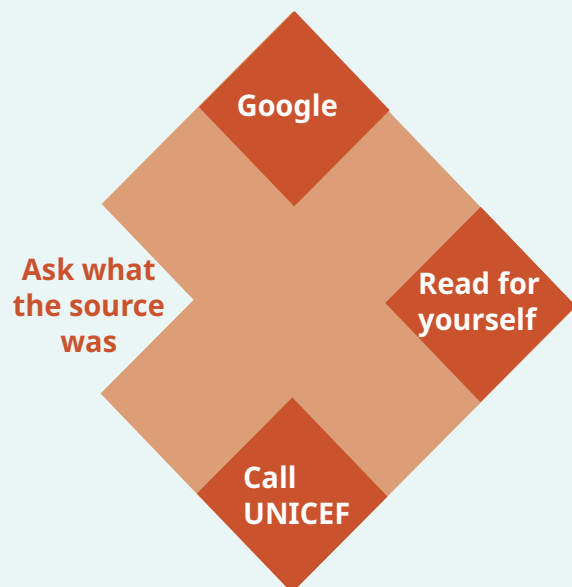 Google
Ask what
the source
was
Read for
yourself
Call
UNICEF